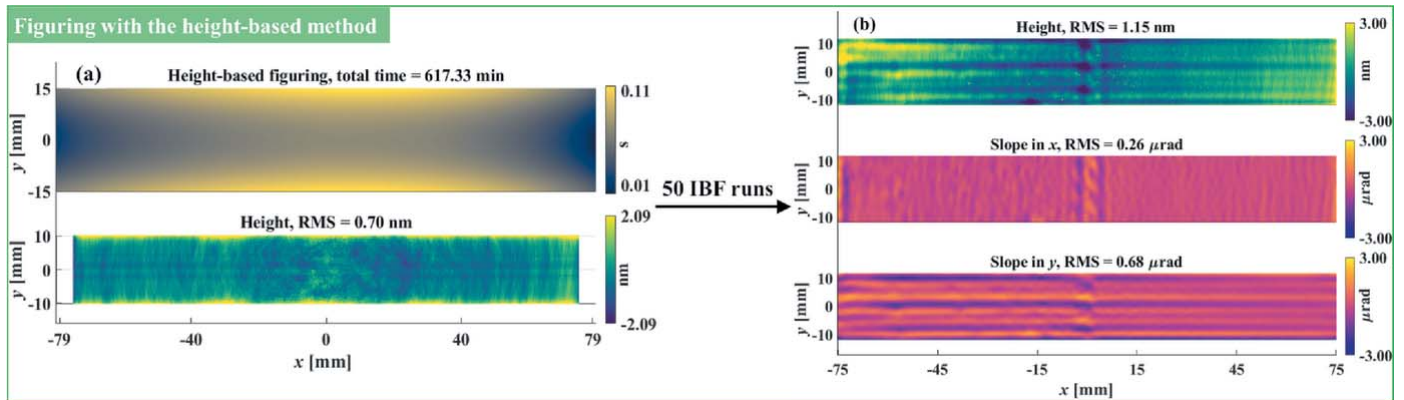 Figuring with the height-based method
(a)
Height-based figuring, total time = 617.33 min
15
0
-15
y [mm]
0.11
s
0.01
Height, RMS = 0.70 nm
10
0
-10
y [mm]
2.09
nm
-2.09
-79
-40
0
40
79
x [mm]
50 IBF runs
(b)
Height, RMS = 1.15 nm
10
0
-10
y [mm]
3.00
nm
-3.00
Slope in x, RMS = 0.26 μrad
10
0
-10
y [mm]
3.00
μrad
-3.00
Slope in y, RMS = 0.68 μrad
10
0
-10
y [mm]
3.00
μrad
-3.00
-75
-45
-15
15
45
75
x [mm]